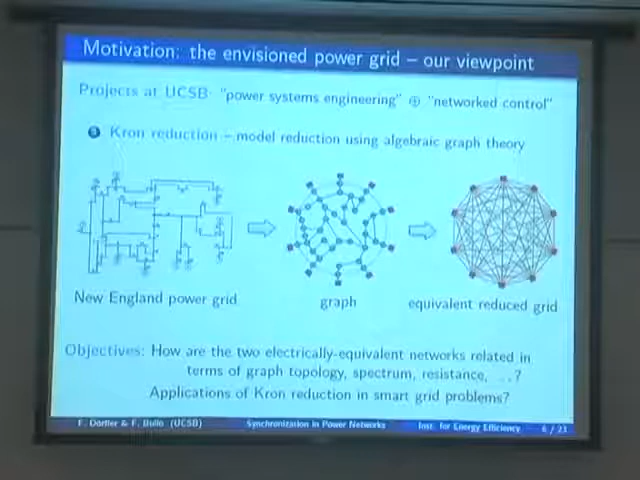 Motivation: the envisioned power grid – our viewpoint
Projects at UCSB: "power systems engineering" ⊕ "networked control"
3 Kron reduction – model reduction using algebraic graph theory
New England power grid
graph
equivalent reduced grid
Objectives: How are the two electrically-equivalent networks related in
terms of graph topology, spectrum, resistance, ...?
Applications of Kron reduction in smart grid problems?
F. Dörfler & F. Bullo (UCSB) Synchronization in Power Networks Inst. for Energy Efficiency 6 / 23